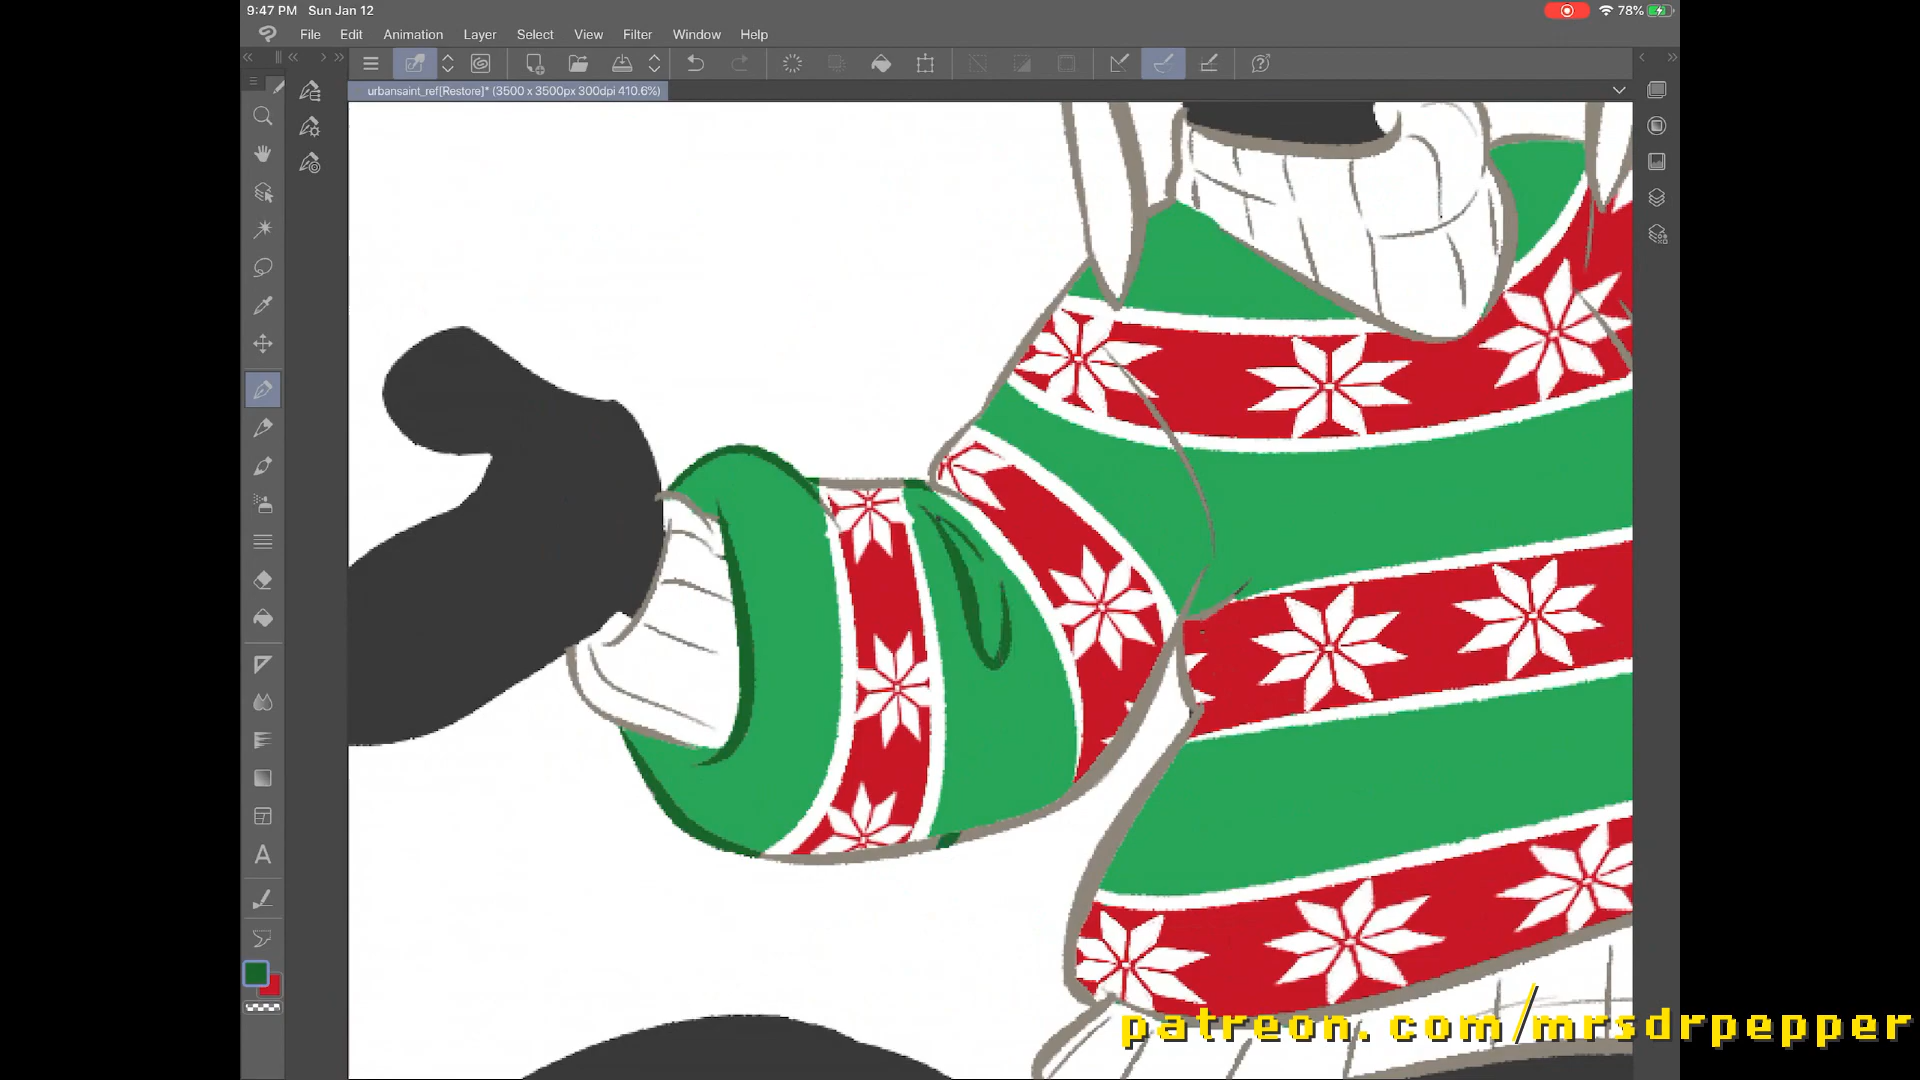 9:47 PM Sun Jan 12
78%
File Edit Animation Layer Select View Filter Window Help
urbansaint_ref[Restore]* (3500 x 3500px 300dpi 410.6%)
A
patreon.com/mrsdrpepper